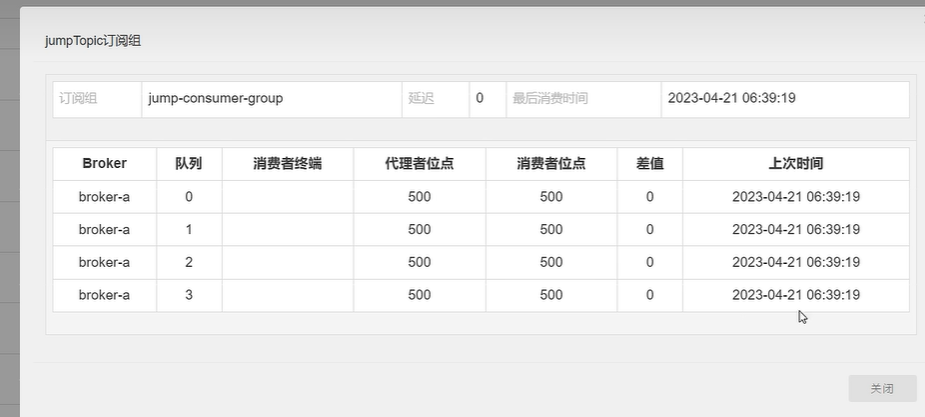 jumpTopic订阅组
订阅组 jump-consumer-group 延迟 0 最后消费时间 2023-04-21 06:39:19
Broker 队列 消费者终端 代理者位点 消费者位点 差值 上次时间
broker-a 0 500 500 0 2023-04-21 06:39:19
broker-a 1 500 500 0 2023-04-21 06:39:19
broker-a 2 500 500 0 2023-04-21 06:39:19
broker-a 3 500 500 0 2023-04-21 06:39:19
关闭